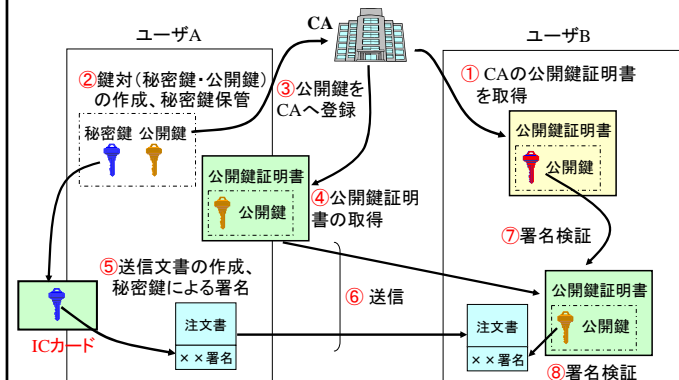 CA
ユーザA
ユーザB
②鍵対(秘密鍵・公開鍵)
の作成、秘密鍵保管
③公開鍵を
CAへ登録
① CAの公開鍵証明書
を取得
秘密鍵 公開鍵
公開鍵証明書
公開鍵
公開鍵証明書
公開鍵
④公開鍵証明
書の取得
⑦署名検証
⑤送信文書の作成、
秘密鍵による署名
⑥ 送信
公開鍵証明書
公開鍵
ICカード
注文書
××署名
注文書
××署名
⑧署名検証